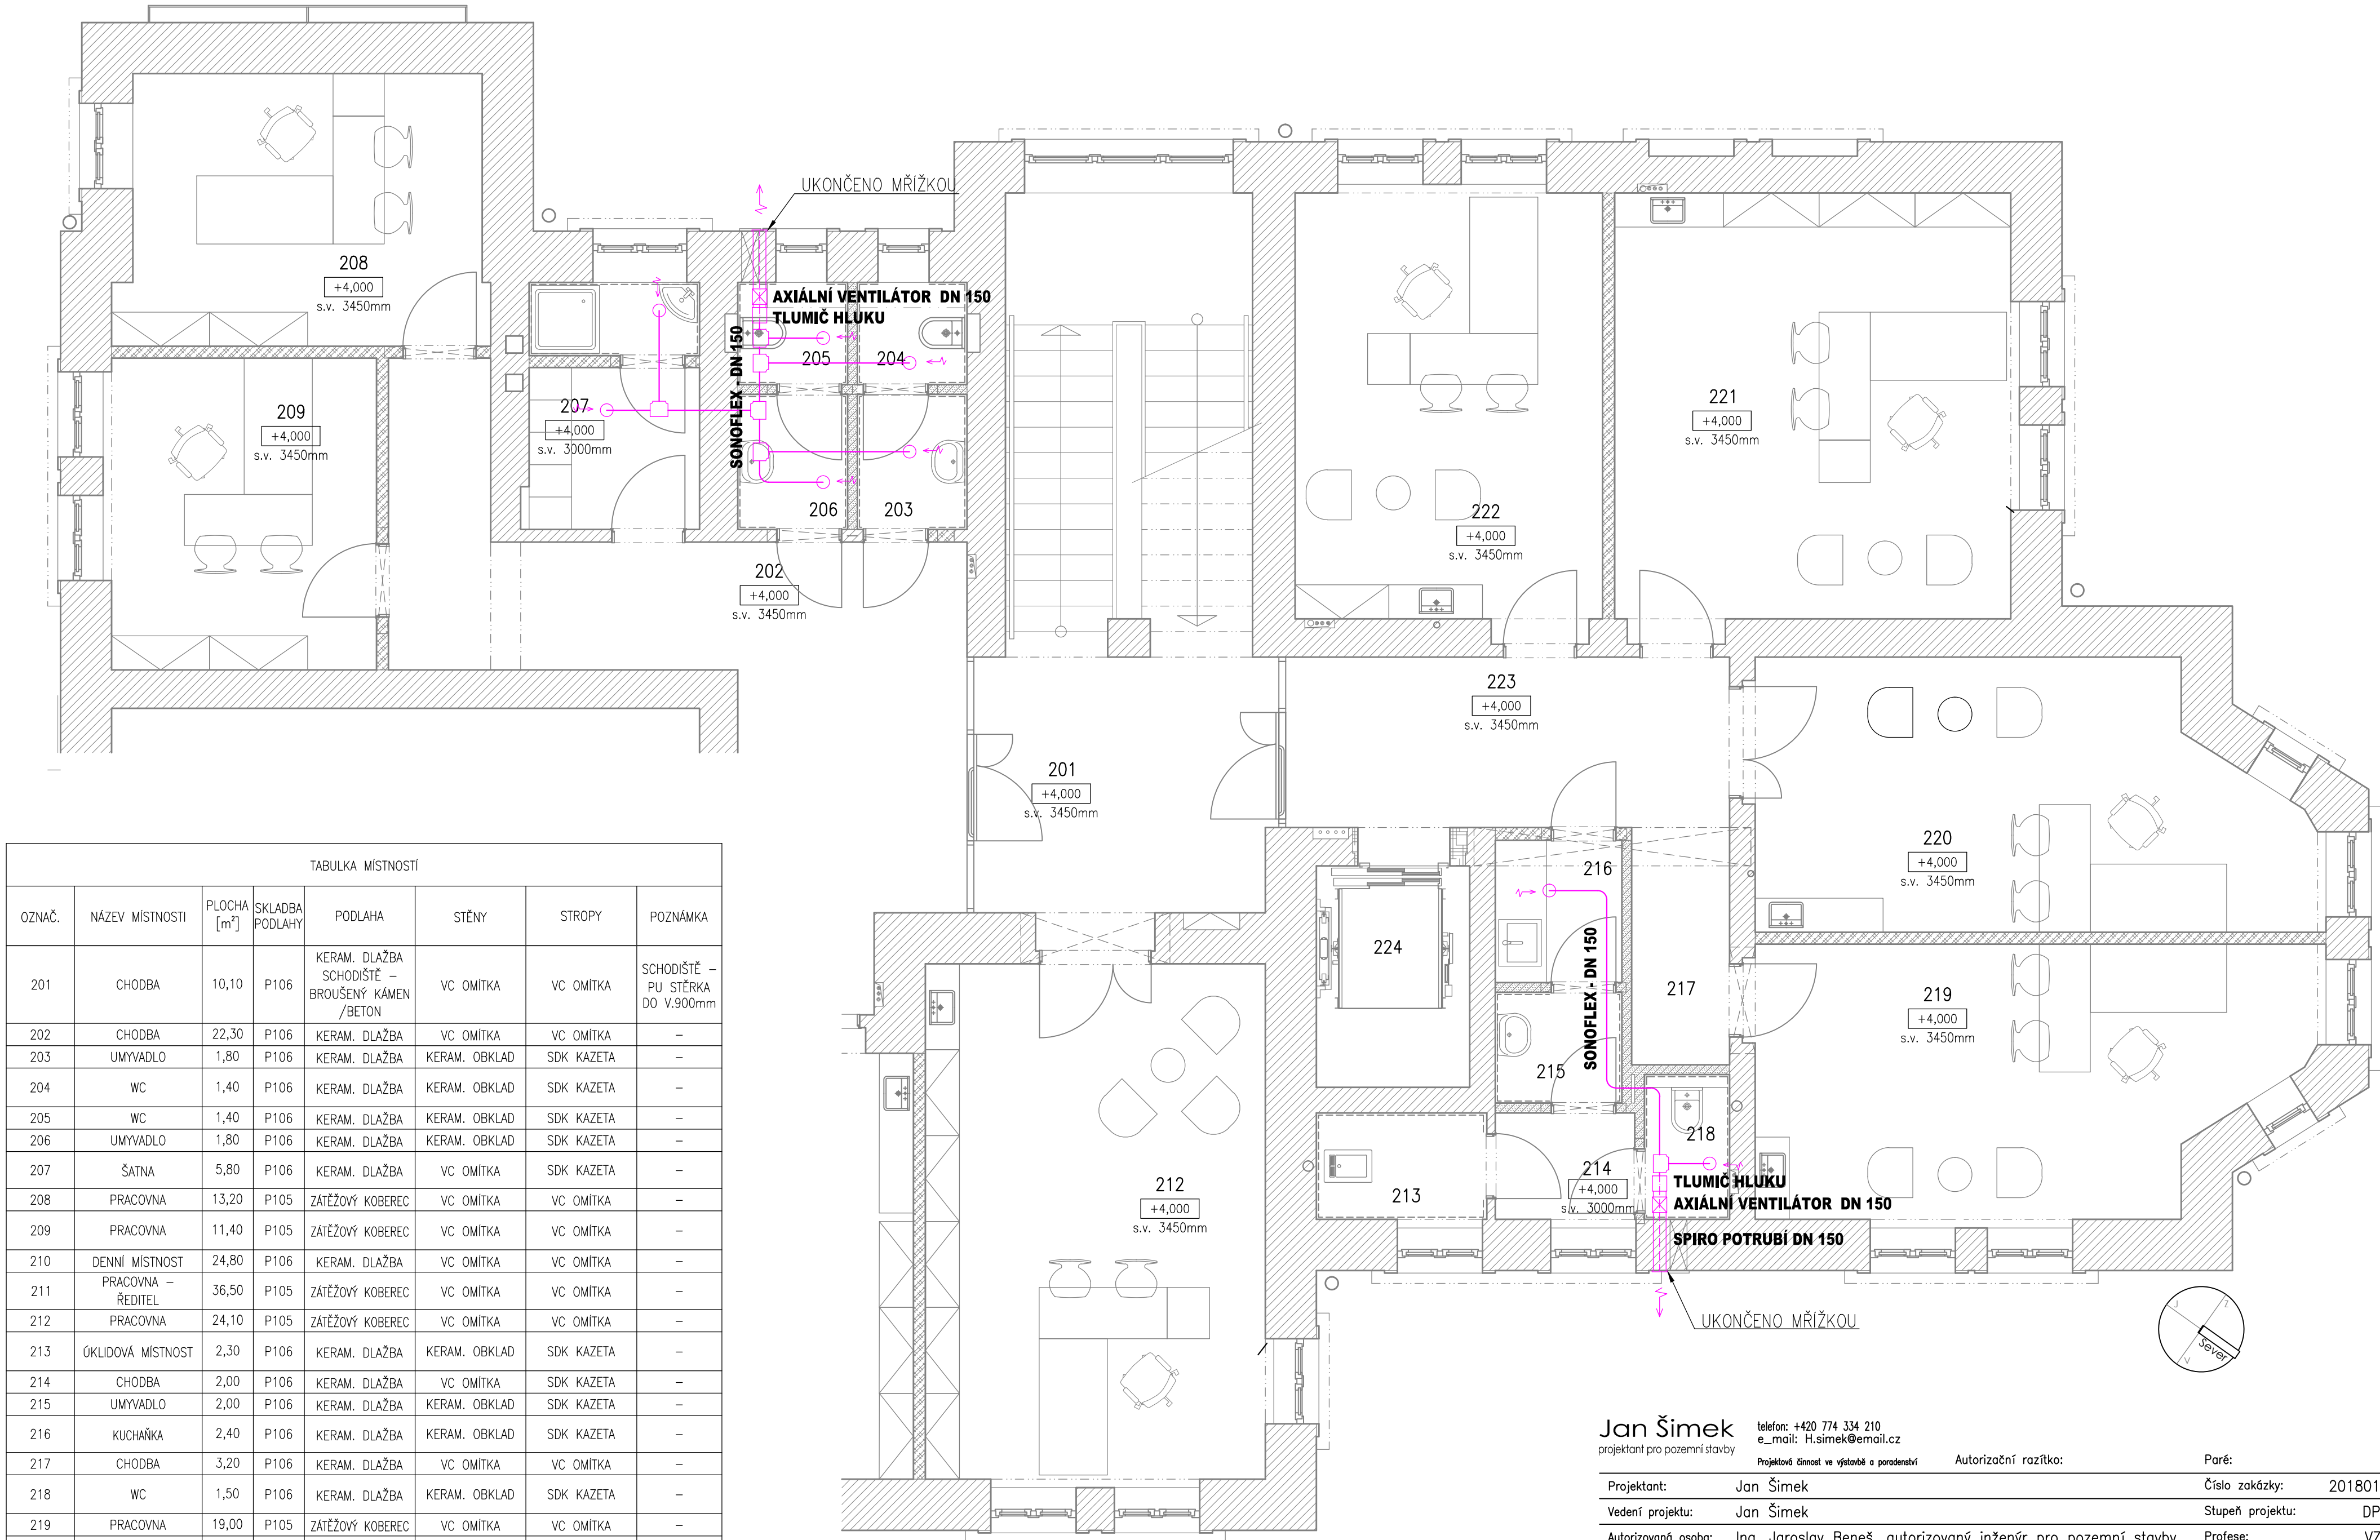 UKONČENO MŘÍŽKOU
208
+4,000
s.v. 3450mm
AXIÁLNÍ VENTILÁTOR DN 150
TLUMIČ HLUKU
SONOFLEX - DN 150
205
204
207
+4,000
s.v. 3000mm
209
+4,000
s.v. 3450mm
206
203
202
+4,000
s.v. 3450mm
222
+4,000
s.v. 3450mm
221
+4,000
s.v. 3450mm
223
+4,000
s.v. 3450mm
201
+4,000
s.v. 3450mm
220
+4,000
s.v. 3450mm
216
224
SONOFLEX - DN 150
217
219
+4,000
s.v. 3450mm
215
218
212
+4,000
s.v. 3450mm
213
214
+4,000
s.v. 3000mm
TLUMIČ HLUKU
AXIÁLNÍ VENTILÁTOR DN 150
SPIRO POTRUBÍ DN 150
UKONČENO MŘÍŽKOU
J
Z
V
Sever
TABULKA MÍSTNOSTÍ
OZNAČ. NÁZEV MÍSTNOSTI PLOCHA [m²] SKLADBA PODLAHY PODLAHA STĚNY STROPY POZNÁMKA
201 CHODBA 10,10 P106 KERAM. DLAŽBA SCHODIŠTĚ – BROUŠENÝ KÁMEN /BETON VC OMÍTKA VC OMÍTKA SCHODIŠTĚ – PU STĚRKA DO V.900mm
202 CHODBA 22,30 P106 KERAM. DLAŽBA VC OMÍTKA VC OMÍTKA –
203 UMYVADLO 1,80 P106 KERAM. DLAŽBA KERAM. OBKLAD SDK KAZETA –
204 WC 1,40 P106 KERAM. DLAŽBA KERAM. OBKLAD SDK KAZETA –
205 WC 1,40 P106 KERAM. DLAŽBA KERAM. OBKLAD SDK KAZETA –
206 UMYVADLO 1,80 P106 KERAM. DLAŽBA KERAM. OBKLAD SDK KAZETA –
207 ŠATNA 5,80 P106 KERAM. DLAŽBA VC OMÍTKA SDK KAZETA –
208 PRACOVNA 13,20 P105 ZÁTĚŽOVÝ KOBEREC VC OMÍTKA VC OMÍTKA –
209 PRACOVNA 11,40 P105 ZÁTĚŽOVÝ KOBEREC VC OMÍTKA VC OMÍTKA –
210 DENNÍ MÍSTNOST 24,80 P106 KERAM. DLAŽBA VC OMÍTKA VC OMÍTKA –
211 PRACOVNA – ŘEDITEL 36,50 P105 ZÁTĚŽOVÝ KOBEREC VC OMÍTKA VC OMÍTKA –
212 PRACOVNA 24,10 P105 ZÁTĚŽOVÝ KOBEREC VC OMÍTKA VC OMÍTKA –
213 ÚKLIDOVÁ MÍSTNOST 2,30 P106 KERAM. DLAŽBA KERAM. OBKLAD SDK KAZETA –
214 CHODBA 2,00 P106 KERAM. DLAŽBA VC OMÍTKA SDK KAZETA –
215 UMYVADLO 2,00 P106 KERAM. DLAŽBA KERAM. OBKLAD SDK KAZETA –
216 KUCHAŇKA 2,40 P106 KERAM. DLAŽBA KERAM. OBKLAD SDK KAZETA –
217 CHODBA 3,20 P106 KERAM. DLAŽBA VC OMÍTKA VC OMÍTKA –
218 WC 1,50 P106 KERAM. DLAŽBA KERAM. OBKLAD SDK KAZETA –
219 PRACOVNA 19,00 P105 ZÁTĚŽOVÝ KOBEREC VC OMÍTKA VC OMÍTKA –
Jan Šimek
projektant pro pozemní stavby
telefon: +420 774 334 210
e_mail: H.simek@email.cz
Projektová činnost ve výstavbě a poradenství
Autorizační razítko:
Paré:
Projektant: Jan Šimek
Číslo zakázky: 201801
Vedení projektu: Jan Šimek
Stupeň projektu: DP
Autorizovaná osoba: Ing. Jaroslav Beneš, autorizovaný inženýr pro pozemní stavby
Profese: VZ